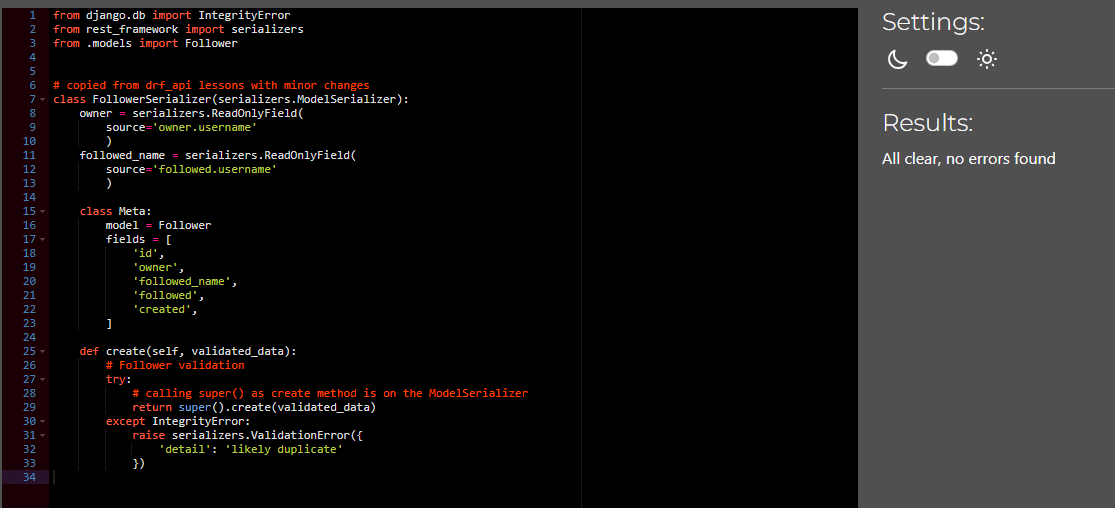 1 from django.db import IntegrityError
2 from rest_framework import serializers
3 from .models import Follower
4
5
6 # copied from drf_api lessons with minor changes
7 class FollowerSerializer(serializers.ModelSerializer):
8     owner = serializers.ReadOnlyField(
9         source='owner.username'
10         )
11     followed_name = serializers.ReadOnlyField(
12         source='followed.username'
13         )
14
15     class Meta:
16         model = Follower
17         fields = [
18             'id',
19             'owner',
20             'followed_name',
21             'followed',
22             'created',
23         ]
24
25     def create(self, validated_data):
26         # Follower validation
27         try:
28             # calling super() as create method is on the ModelSerializer
29             return super().create(validated_data)
30         except IntegrityError:
31             raise serializers.ValidationError({
32                 'detail': 'likely duplicate'
33             })
34
Settings:
Results:
All clear, no errors found